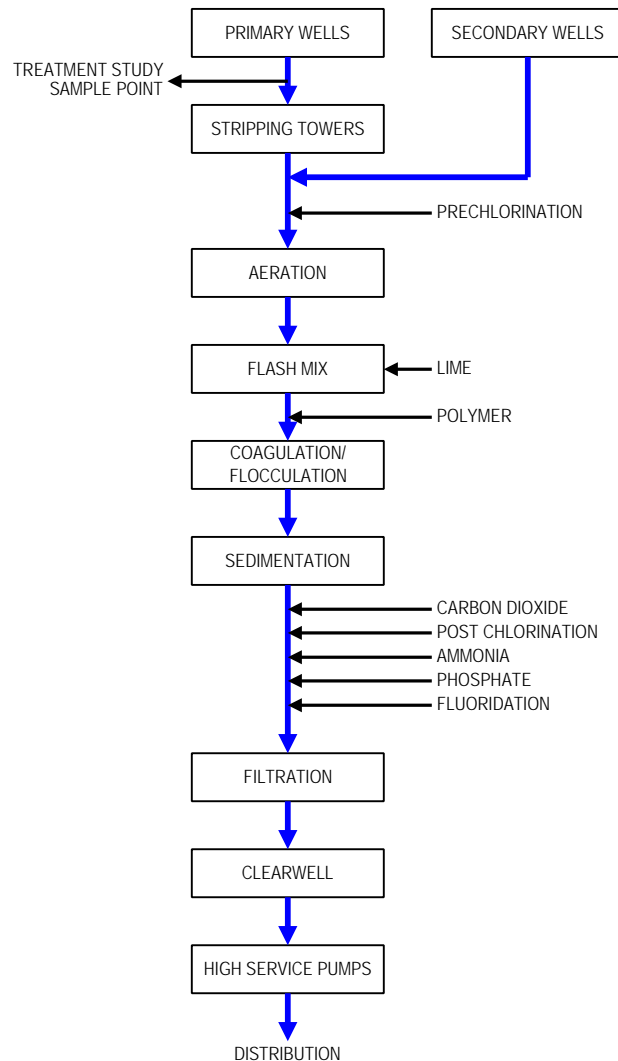 PRIMARY WELLS
SECONDARY WELLS
TREATMENT STUDY
SAMPLE POINT
STRIPPING TOWERS
PRECHLORINATION
AERATION
FLASH MIX
LIME
POLYMER
COAGULATION/
FLOCCULATION
SEDIMENTATION
CARBON DIOXIDE
POST CHLORINATION
AMMONIA
PHOSPHATE
FLUORIDATION
FILTRATION
CLEARWELL
HIGH SERVICE PUMPS
DISTRIBUTION